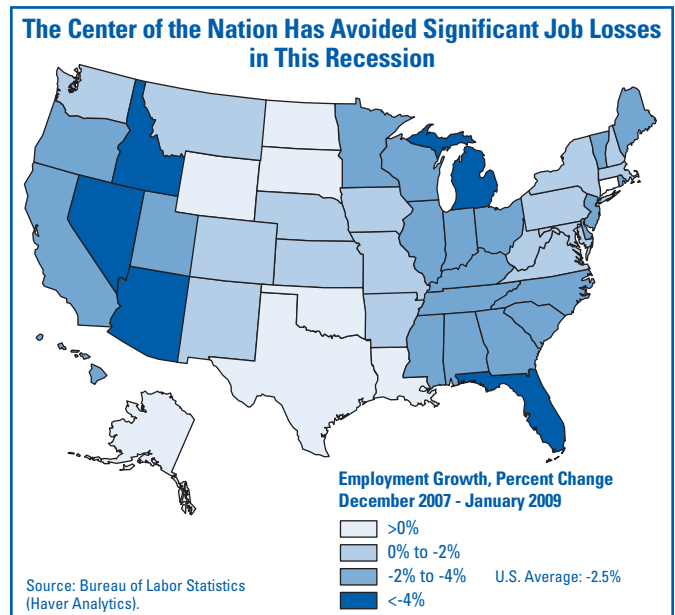 The Center of the Nation Has Avoided Significant Job Losses
in This Recession
Employment Growth, Percent Change
December 2007 - January 2009
>0%
0% to -2%
-2% to -4% U.S. Average: -2.5%
<-4%
Source: Bureau of Labor Statistics
(Haver Analytics).